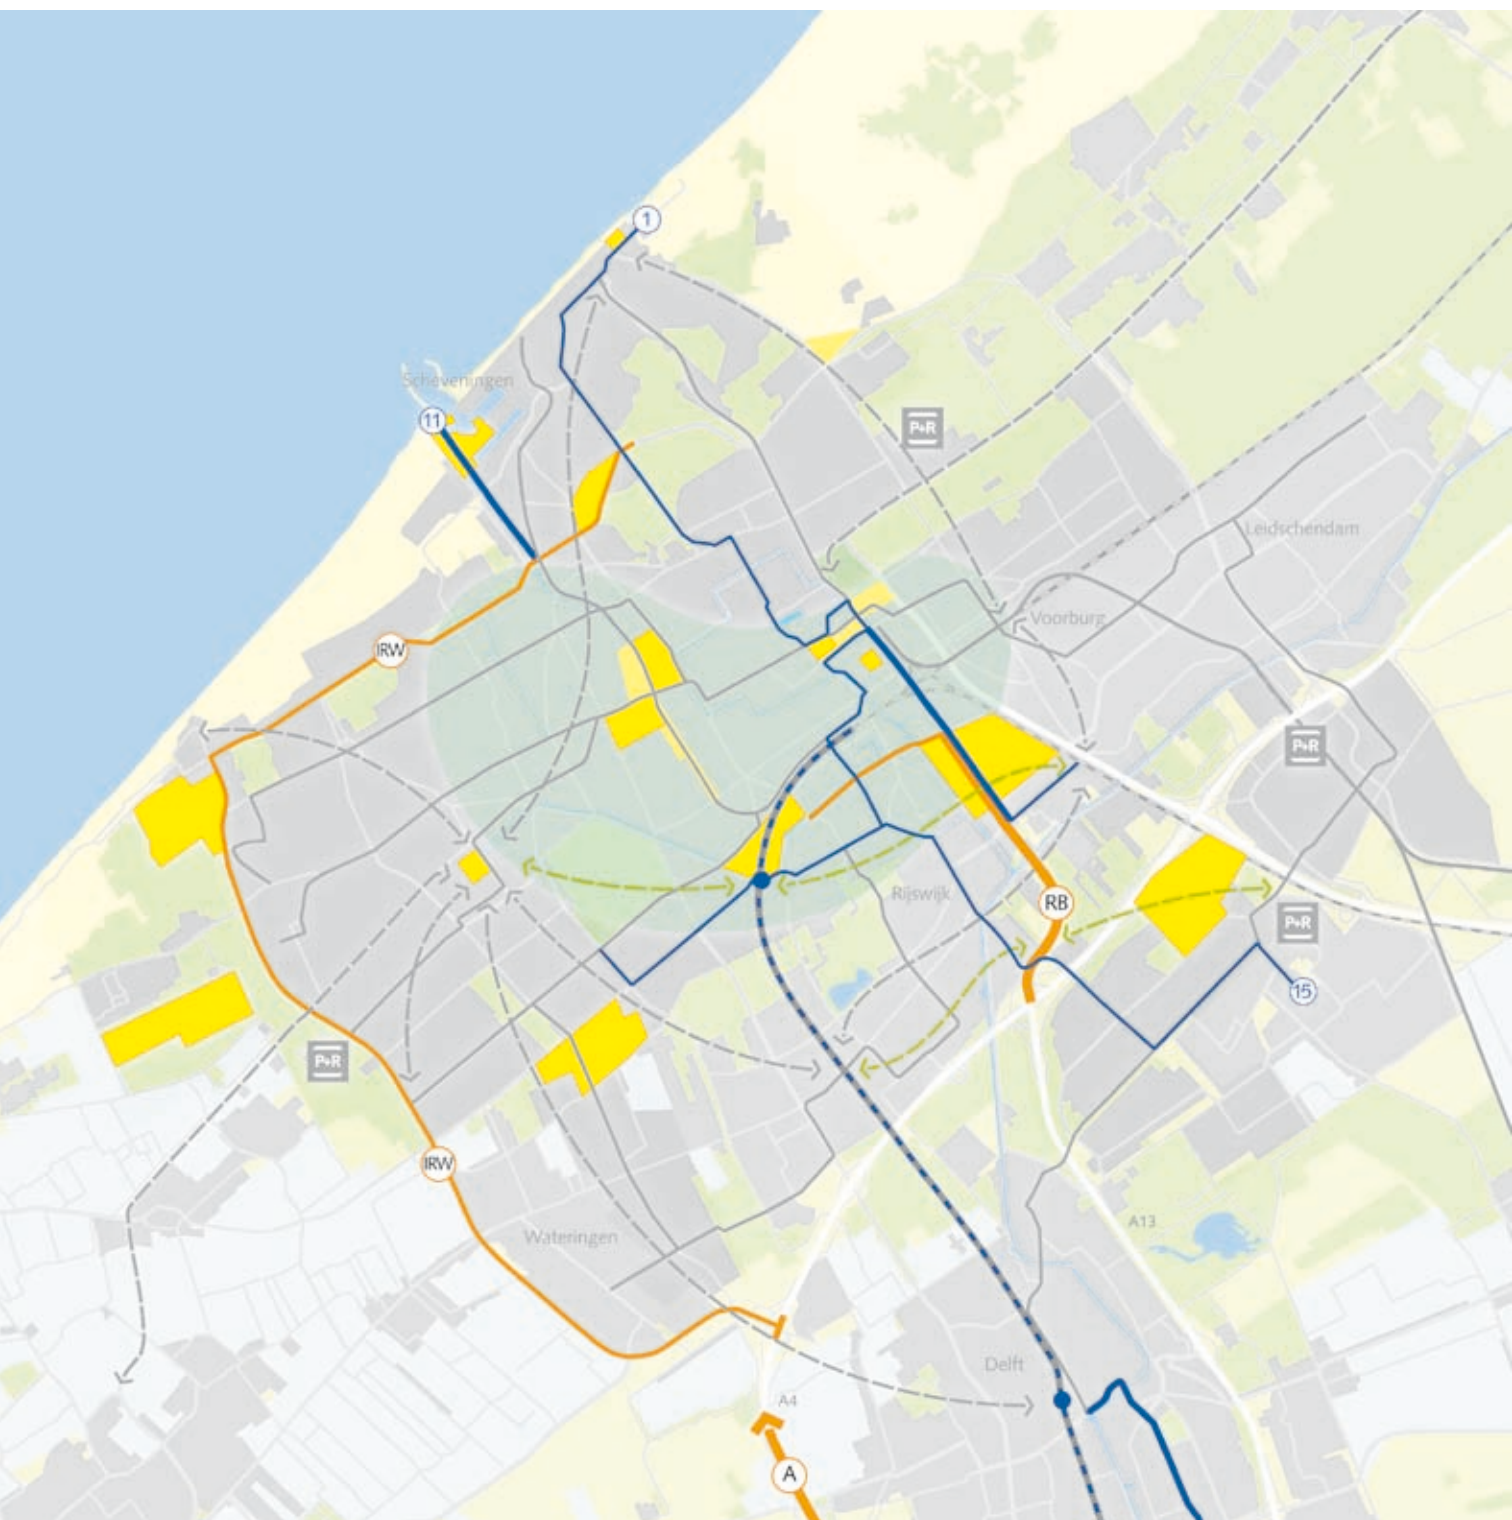 1
Scheveningen
11
P+R
Leidschendam
Voorburg
IRW
P+R
Rijswijk
RB
P+R
15
P+R
IRW
A13
Wateringen
Delft
A4
A